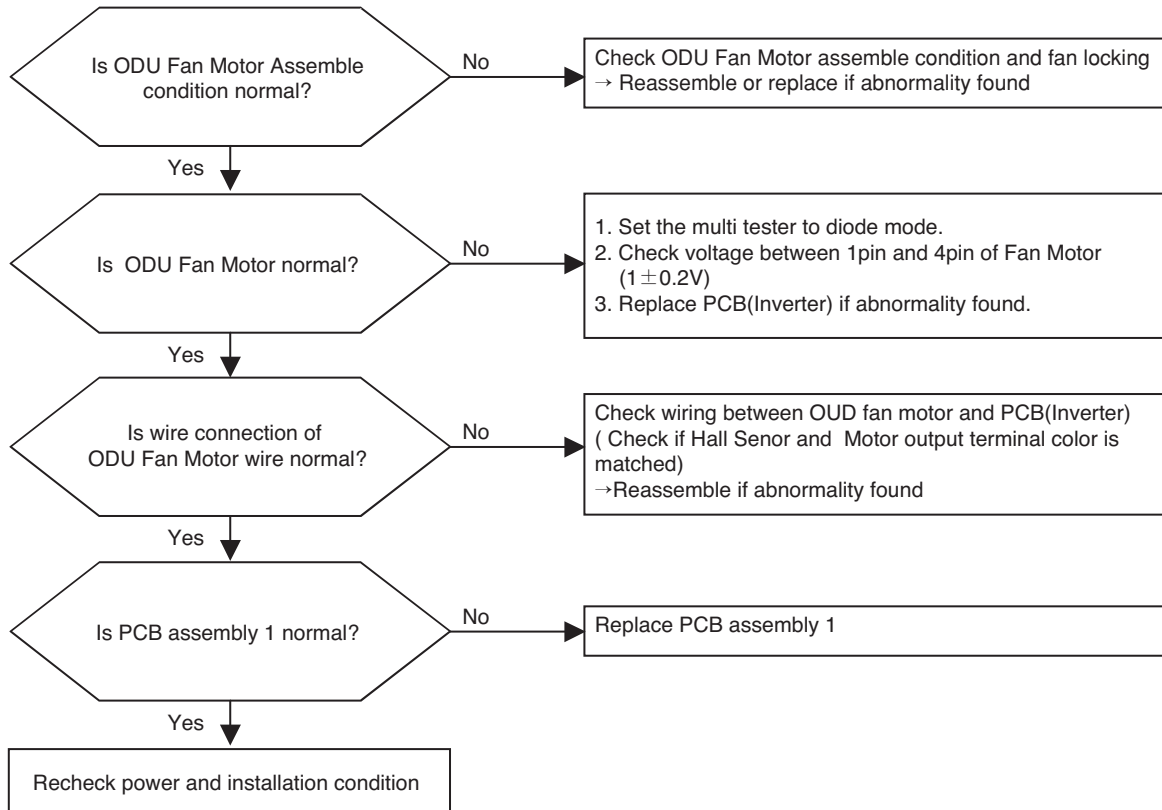 Is ODU Fan Motor Assemble
condition normal?
No
Check ODU Fan Motor assemble condition and fan locking
→ Reassemble or replace if abnormality found
Yes
Is ODU Fan Motor normal?
No
1. Set the multi tester to diode mode.
2. Check voltage between 1pin and 4pin of Fan Motor
(1±0.2V)
3. Replace PCB(Inverter) if abnormality found.
Yes
Is wire connection of
ODU Fan Motor wire normal?
No
Check wiring between OUD fan motor and PCB(Inverter)
( Check if Hall Senor and Motor output terminal color is
matched)
→Reassemble if abnormality found
Yes
Is PCB assembly 1 normal?
No
Replace PCB assembly 1
Yes
Recheck power and installation condition